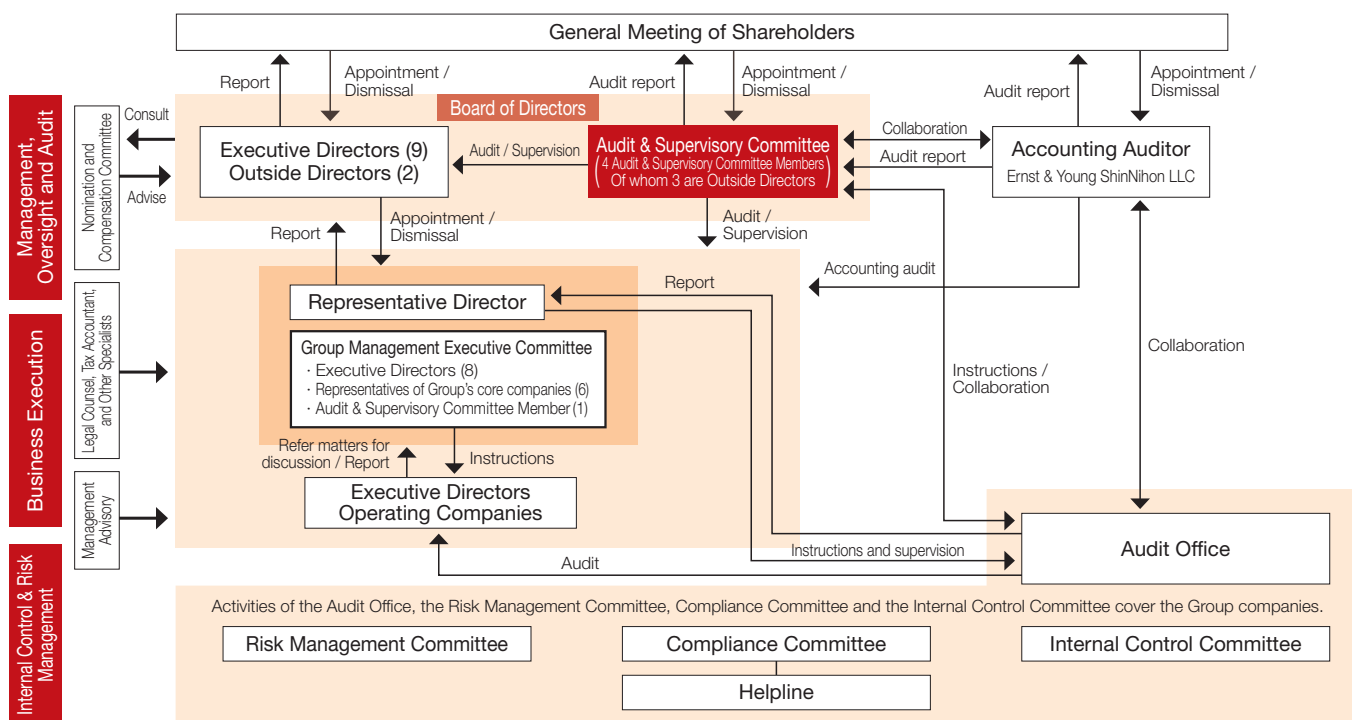 General Meeting of Shareholders
Report
Appointment /
Dismissal
Audit report
Appointment /
Dismissal
Audit report
Appointment /
Dismissal
Management,
Oversight and Audit
Nomination and
Compensation Committee
Consult
Advise
Board of Directors
Executive Directors (9)
Outside Directors (2)
Audit / Supervision
Audit & Supervisory Committee
(4 Audit & Supervisory Committee Members
Of whom 3 are Outside Directors)
Collaboration
Audit report
Accounting Auditor
Ernst & Young ShinNihon LLC
Report
Appointment /
Dismissal
Audit /
Supervision
Accounting audit
Business Execution
Legal Counsel, Tax Accountant,
and Other Specialists
Representative Director
Report
Group Management Executive Committee
· Executive Directors (8)
· Representatives of Group's core companies (6)
· Audit & Supervisory Committee Member (1)
Instructions /
Collaboration
Collaboration
Refer matters for
discussion / Report
Instructions
Management
Advisory
Executive Directors
Operating Companies
Instructions and supervision
Audit
Audit Office
Internal Control & Risk
Management
Activities of the Audit Office, the Risk Management Committee, Compliance Committee and the Internal Control Committee cover the Group companies.
Risk Management Committee
Compliance Committee
Internal Control Committee
Helpline